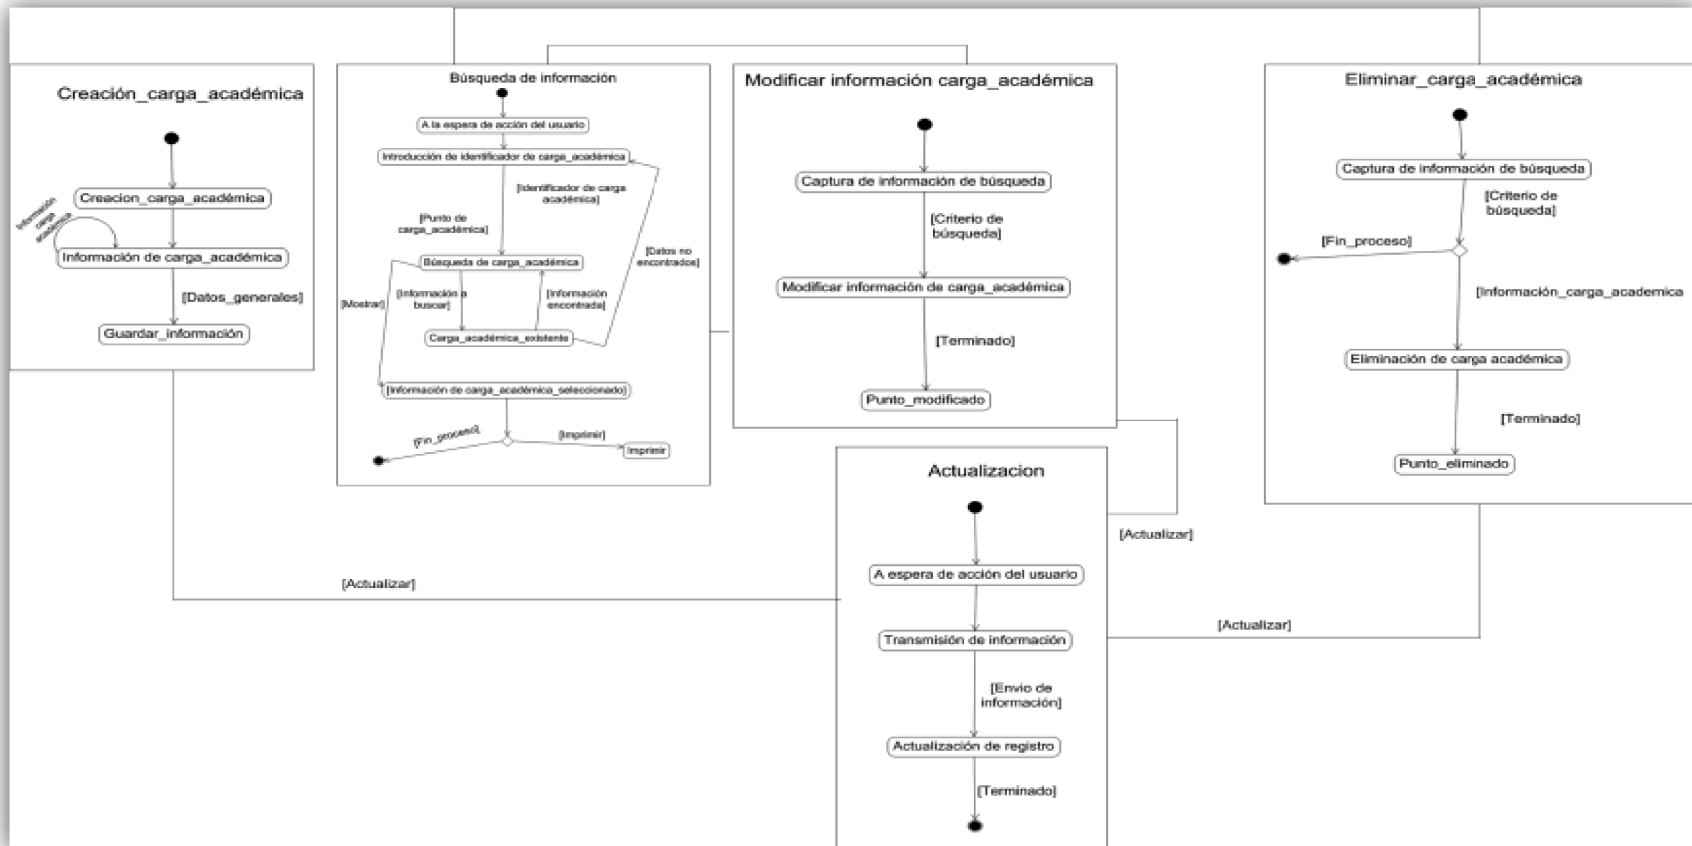 Creación_carga_académica
Creacion_carga_académica
Información
carga
académica
Información de carga_académica
[Datos_generales]
Guardar_información
Búsqueda de información
A la espera de acción del usuario
Introducción de identificador de carga_académica
[Identificador de carga
académica]
[Punto de
carga_académica]
[Datos no
encontrados]
Búsqueda de carga_académica
[Mostrar]
[Información a
buscar]
[Información
encontrada]
Carga_académica_existente
[Información de carga_académica_seleccionado]
[Fin_proceso]
[Imprimir]
Imprimir
Modificar información carga_académica
Captura de información de búsqueda
[Criterio de
búsqueda]
Modificar información de carga_académica
[Terminado]
Punto_modificado
Eliminar_carga_académica
Captura de información de búsqueda
[Criterio de
búsqueda]
[Fin_proceso]
[Información_carga_academica
Eliminación de carga académica
[Terminado]
Punto_eliminado
Actualizacion
A espera de acción del usuario
Transmisión de información
[Envio de
información]
Actualización de registro
[Terminado]
[Actualizar]
[Actualizar]
[Actualizar]